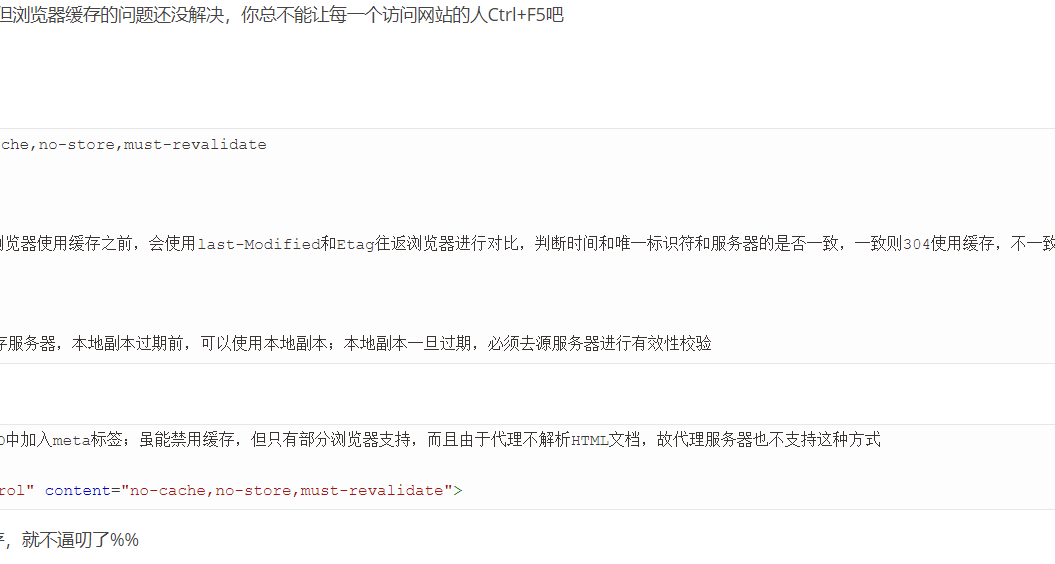 但浏览器缓存的问题还没解决，你总不能让每一个访问网站的人Ctrl+F5吧
che,no-store,must-revalidate
浏览器使用缓存之前，会使用last-Modified和Etag往返浏览器进行对比，判断时间和唯一标识符和服务器的是否一致，一致则304使用缓存，不一致
存服务器，本地副本过期前，可以使用本地副本；本地副本一旦过期，必须去源服务器进行有效性校验
D中加入meta标签；虽能禁用缓存，但只有部分浏览器支持，而且由于代理不解析HTML文档，故代理服务器也不支持这种方式
rol" content="no-cache,no-store,must-revalidate">
存，就不逼叨了%%